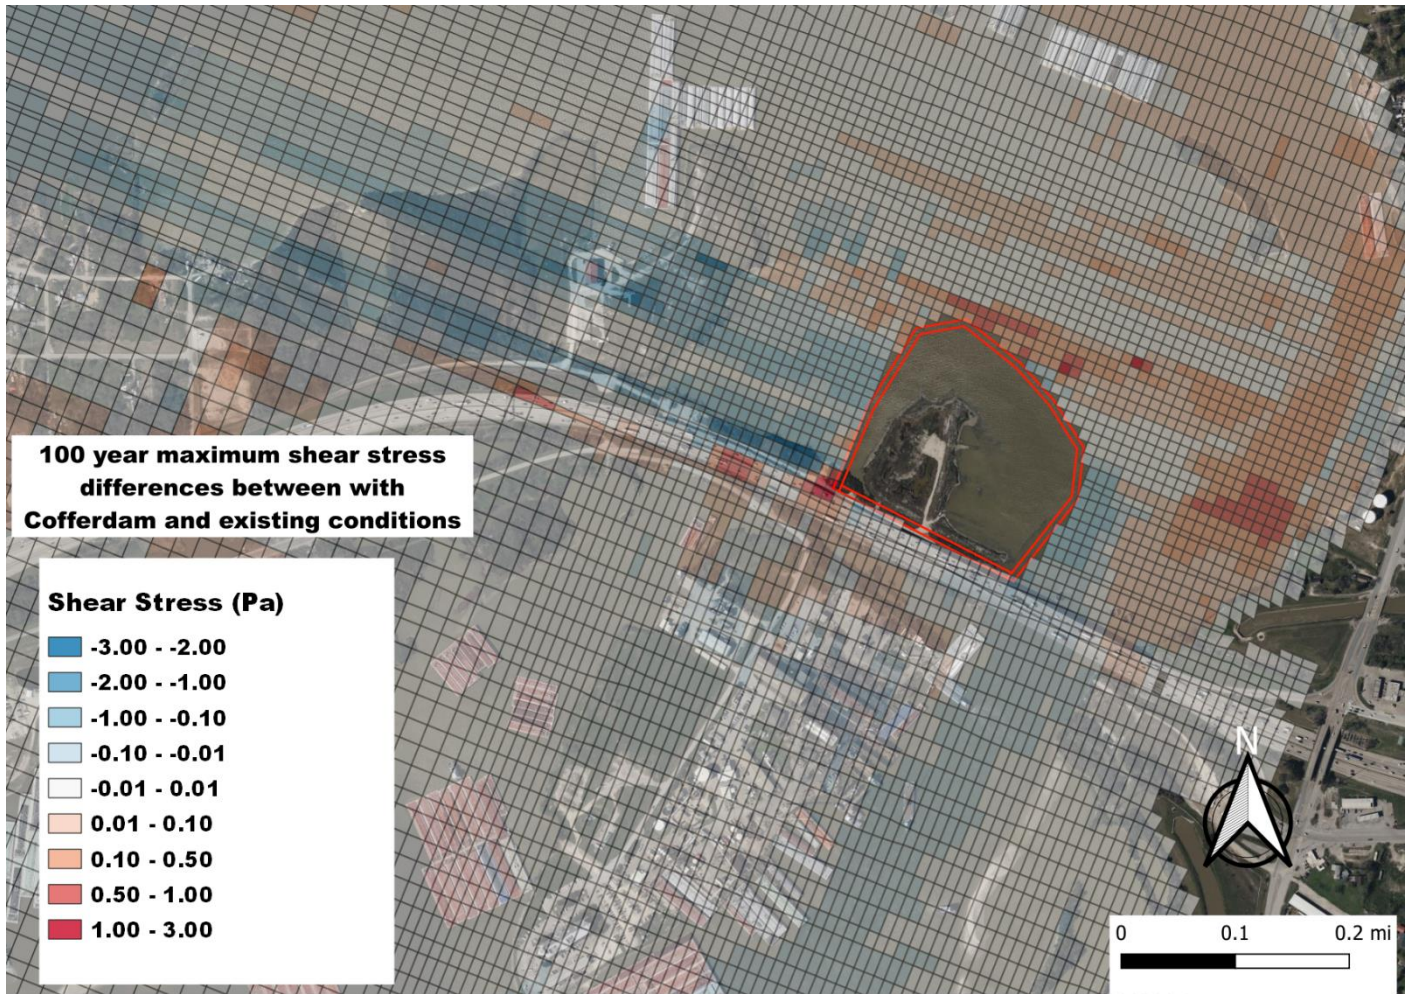 100 year maximum shear stress
differences between with
Cofferdam and existing conditions
Shear Stress (Pa)
-3.00 - -2.00
-2.00 - -1.00
-1.00 - -0.10
-0.10 - -0.01
-0.01 - 0.01
0.01 - 0.10
0.10 - 0.50
0.50 - 1.00
1.00 - 3.00
N
0 0.1 0.2 mi